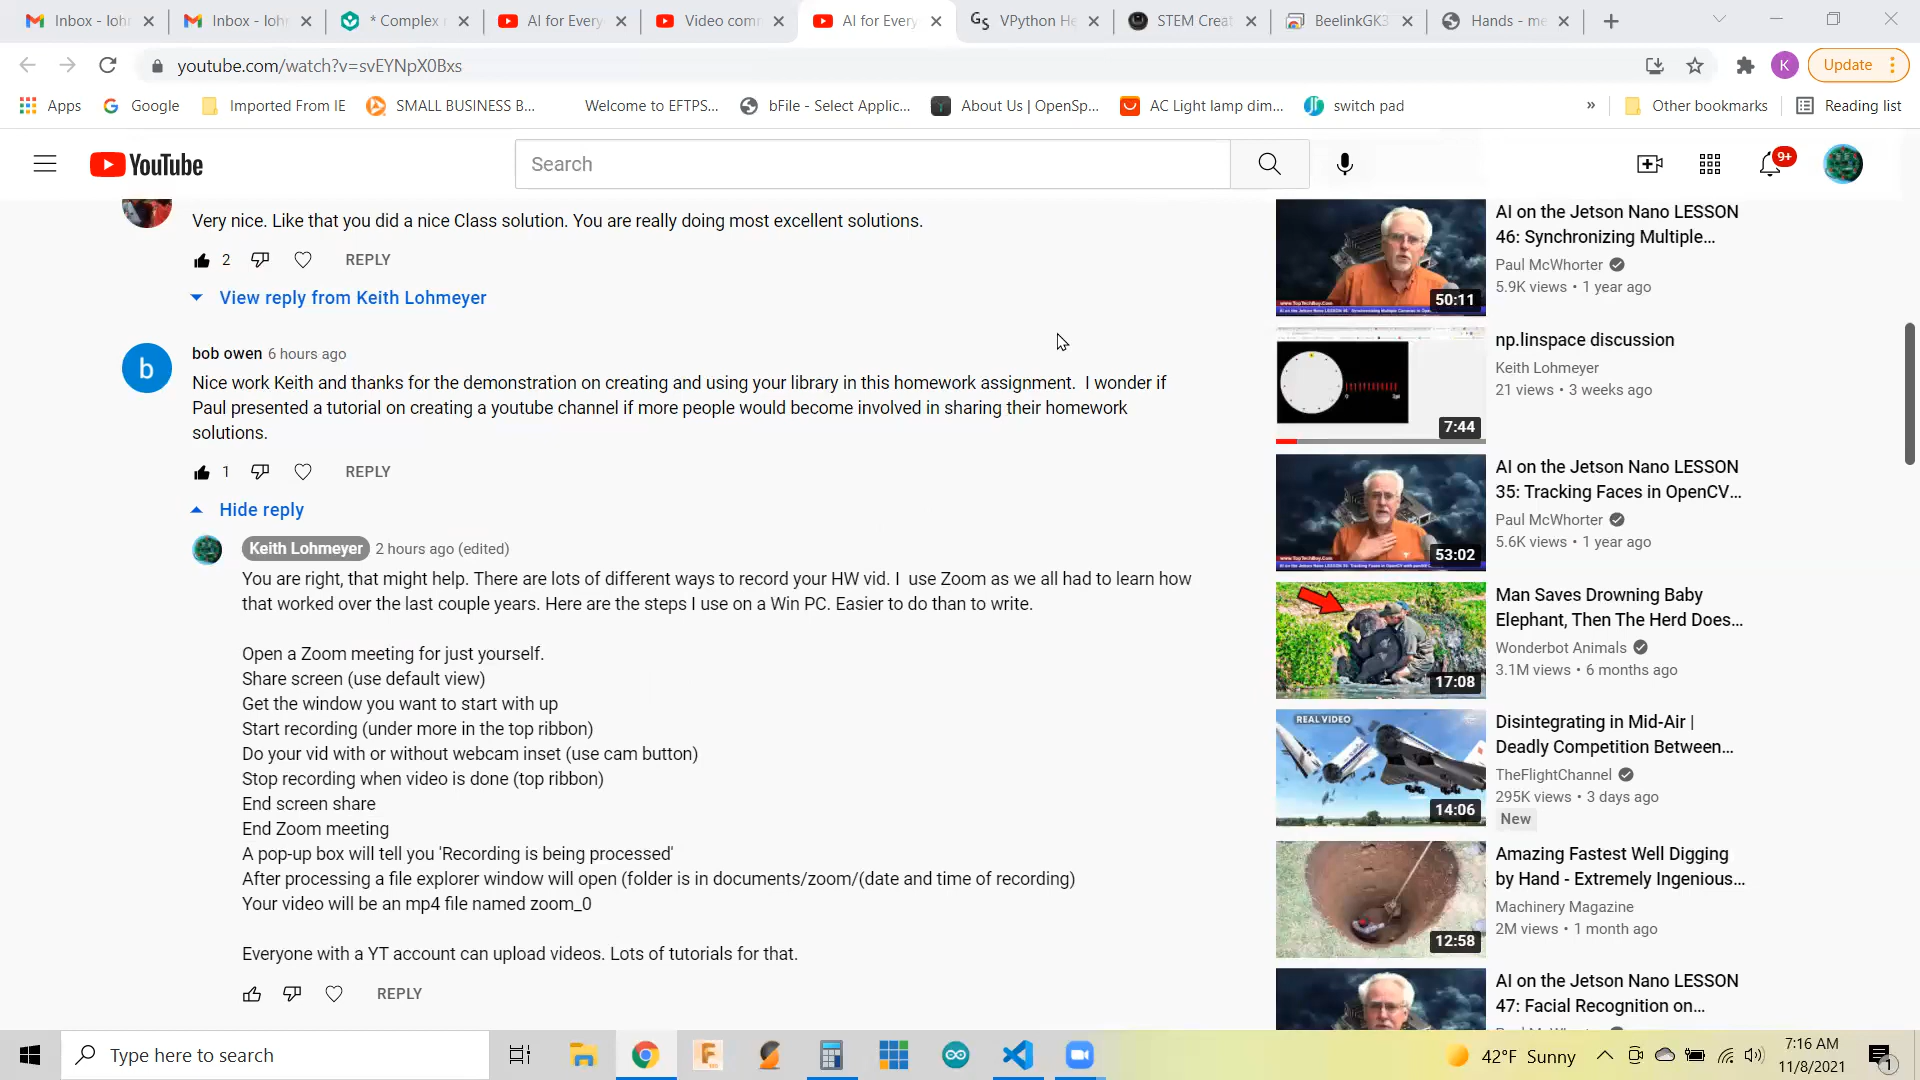 Inbox - loh
Inbox - loh
* Complex
AI for Every
Video com
AI for Every
VPython He
STEM Crea
BeelinkGK3
Hands - me
youtube.com/watch?v=svEYNpX0Bxs
K
Update
Apps
Google
Imported From IE
SMALL BUSINESS B...
Welcome to EFTPS...
bFile - Select Applic...
About Us | OpenSp...
AC Light lamp dim...
switch pad
»
Other bookmarks
Reading list
YouTube
Search
9+
Very nice. Like that you did a nice Class solution. You are really doing most excellent solutions.
2
REPLY
View reply from Keith Lohmeyer
b
bob owen 6 hours ago
Nice work Keith and thanks for the demonstration on creating and using your library in this homework assignment. I wonder if
Paul presented a tutorial on creating a youtube channel if more people would become involved in sharing their homework
solutions.
1
REPLY
Hide reply
Keith Lohmeyer 2 hours ago (edited)
You are right, that might help. There are lots of different ways to record your HW vid. I use Zoom as we all had to learn how
that worked over the last couple years. Here are the steps I use on a Win PC. Easier to do than to write.
Open a Zoom meeting for just yourself.
Share screen (use default view)
Get the window you want to start with up
Start recording (under more in the top ribbon)
Do your vid with or without webcam inset (use cam button)
Stop recording when video is done (top ribbon)
End screen share
End Zoom meeting
A pop-up box will tell you 'Recording is being processed'
After processing a file explorer window will open (folder is in documents/zoom/(date and time of recording)
Your video will be an mp4 file named zoom_0
Everyone with a YT account can upload videos. Lots of tutorials for that.
REPLY
50:11
www.TopTechBoy.Com
AI on the Jetson Nano LESSON
46: Synchronizing Multiple...
Paul McWhorter
5.9K views • 1 year ago
7:44
np.linspace discussion
Keith Lohmeyer
21 views • 3 weeks ago
53:02
www.TopTechBoy.Com
AI on the Jetson Nano LESSON
35: Tracking Faces in OpenCV...
Paul McWhorter
5.6K views • 1 year ago
17:08
Man Saves Drowning Baby
Elephant, Then The Herd Does...
Wonderbot Animals
3.1M views • 6 months ago
REAL VIDEO
14:06
Disintegrating in Mid-Air |
Deadly Competition Between...
TheFlightChannel
295K views • 3 days ago
New
12:58
Amazing Fastest Well Digging
by Hand - Extremely Ingenious...
Machinery Magazine
2M views • 1 month ago
AI on the Jetson Nano LESSON
47: Facial Recognition on...
Type here to search
42°F Sunny
7:16 AM
11/8/2021
1